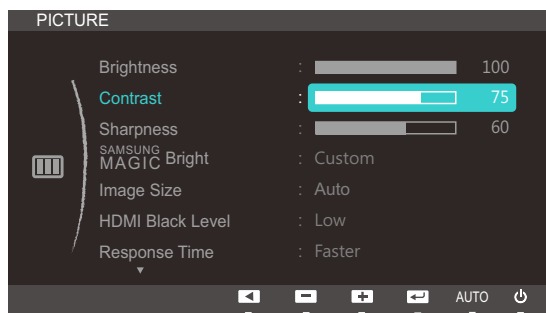 PICTURE
Brightness : 100
Contrast : 75
Sharpness : 60
SAMSUNG
MAGIC Bright : Custom
Image Size : Auto
HDMI Black Level : Low
Response Time : Faster
AUTO